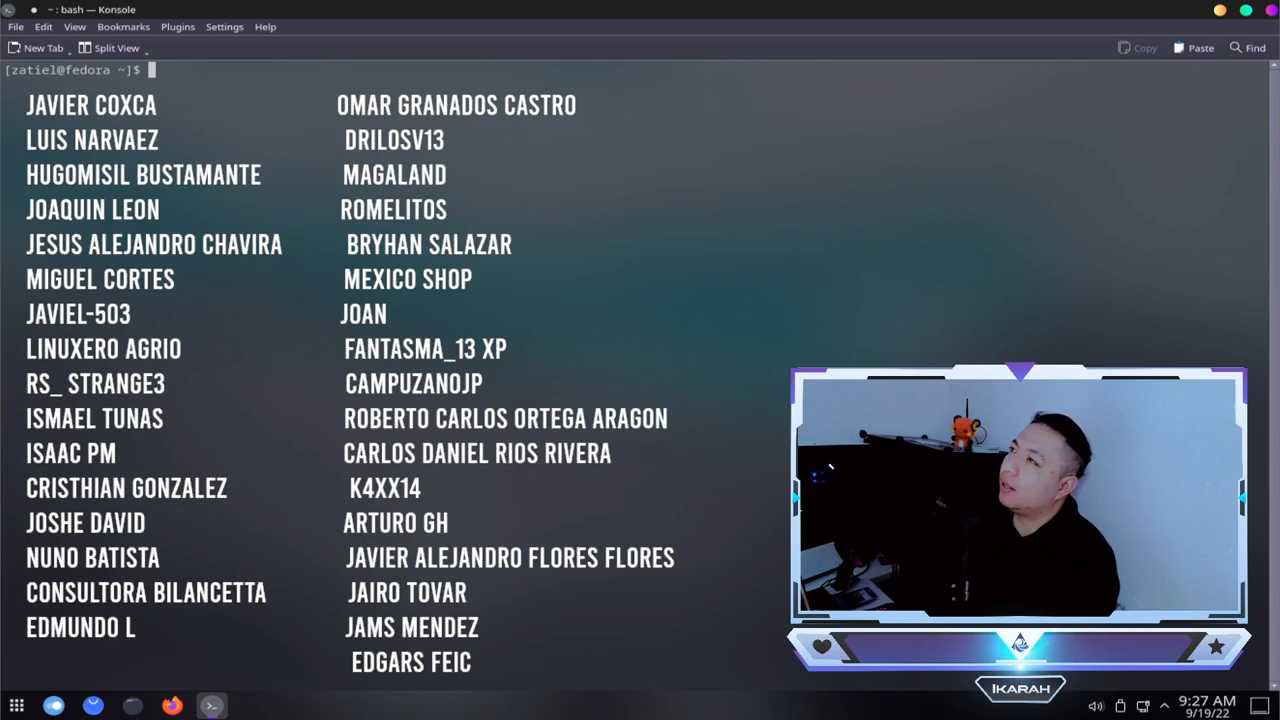 ~ : bash — Konsole
File Edit View Bookmarks Plugins Settings Help
New Tab Split View Copy Paste Find
[zatiel@fedora ~]$
JAVIER COXCA
LUIS NARVAEZ
HUGOMISIL BUSTAMANTE
JOAQUIN LEON
JESUS ALEJANDRO CHAVIRA
MIGUEL CORTES
JAVIEL-503
LINUXERO AGRIO
RS_ STRANGE3
ISMAEL TUNAS
ISAAC PM
CRISTHIAN GONZALEZ
JOSHE DAVID
NUNO BATISTA
CONSULTORA BILANCETTA
EDMUNDO L
OMAR GRANADOS CASTRO
DRILOSV13
MAGALAND
ROMELITOS
BRYHAN SALAZAR
MEXICO SHOP
JOAN
FANTASMA_13 XP
CAMPUZANOJP
ROBERTO CARLOS ORTEGA ARAGON
CARLOS DANIEL RIOS RIVERA
K4XX14
ARTURO GH
JAVIER ALEJANDRO FLORES FLORES
JAIRO TOVAR
JAMS MENDEZ
EDGARS FEIC
IKARAH
9:27 AM
9/19/22